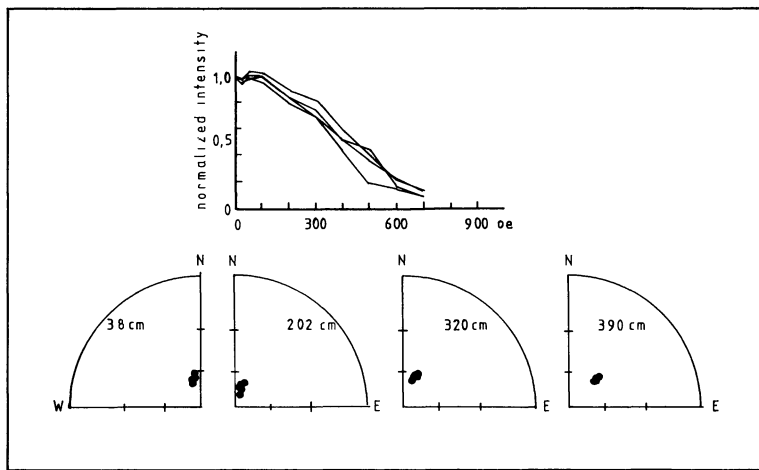 normalized intensity
1,0
0,5
0
0 300 600 900 oe
N N N N
38 cm 202 cm 320 cm 390 cm
W E E E